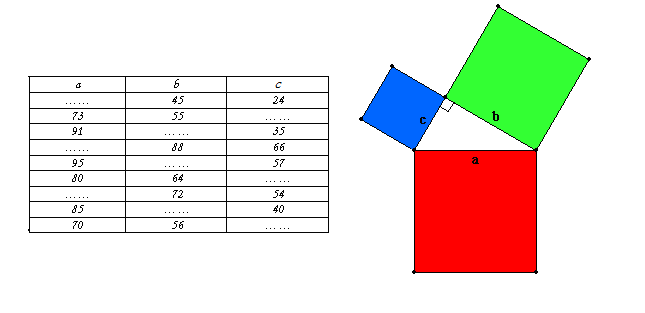 a b c
...... 45 24
73 55 ......
91 ...... 35
...... 88 66
95 ...... 57
80 64 ......
...... 72 54
85 ...... 40
70 56 ......
c b
a